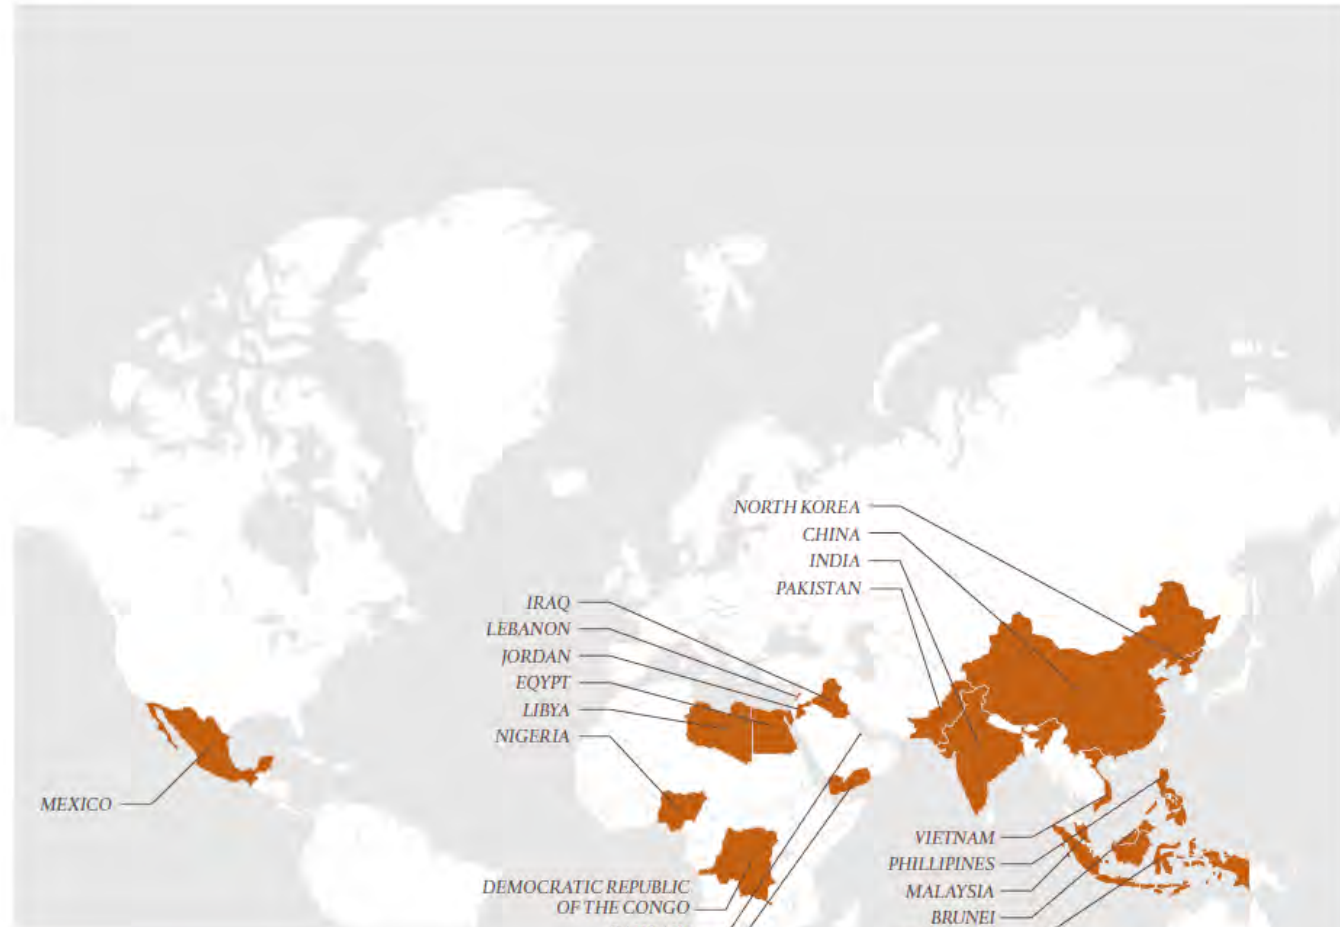 NORTH KOREA
CHINA
INDIA
PAKISTAN
IRAQ
LEBANON
JORDAN
EQYPT
LIBYA
NIGERIA
MEXICO
DEMOCRATIC REPUBLIC
OF THE CONGO
VIETNAM
PHILLIPINES
MALAYSIA
BRUNEI